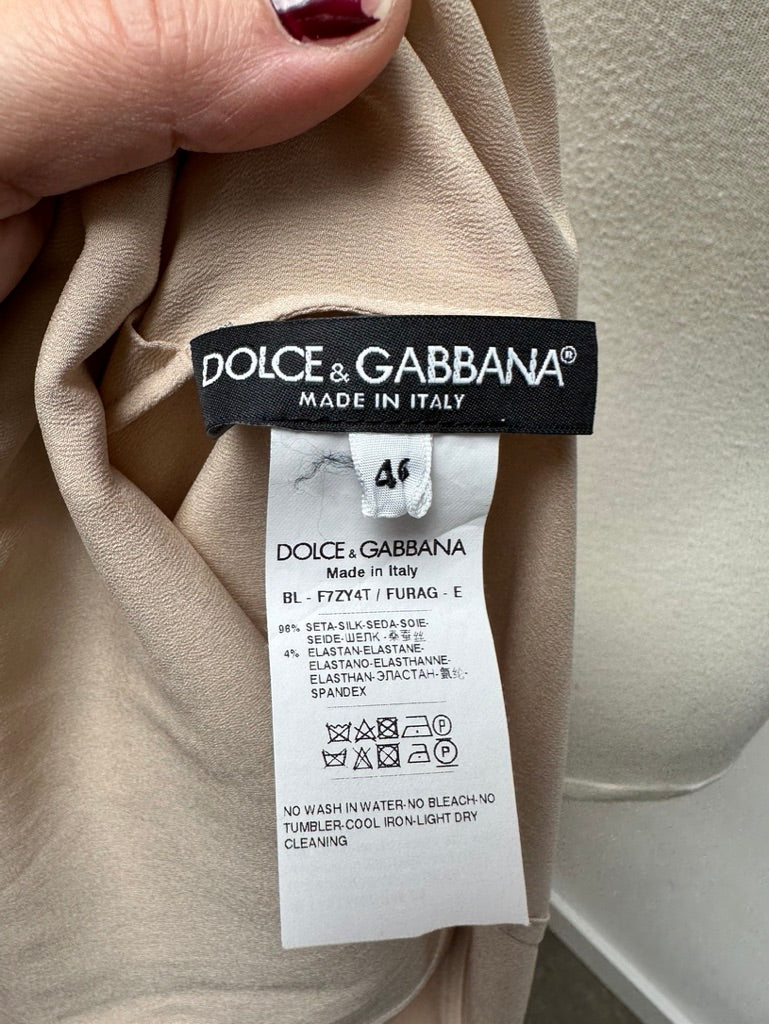 DOLCE & GABBANA®
MADE IN ITALY
46
DOLCE & GABBANA
Made in Italy
BL - F7ZY4T / FURAG - E
96% SETA-SILK-SEDA-SOIE-
SEIDE-ШЕЛК-桑蚕丝
4% ELASTAN-ELASTANE-
ELASTANO-ELASTHANNE-
ELASTHAN-ЭЛАСТАН-氨纶-
SPANDEX
P
P
NO WASH IN WATER-NO BLEACH-NO
TUMBLER-COOL IRON-LIGHT DRY
CLEANING